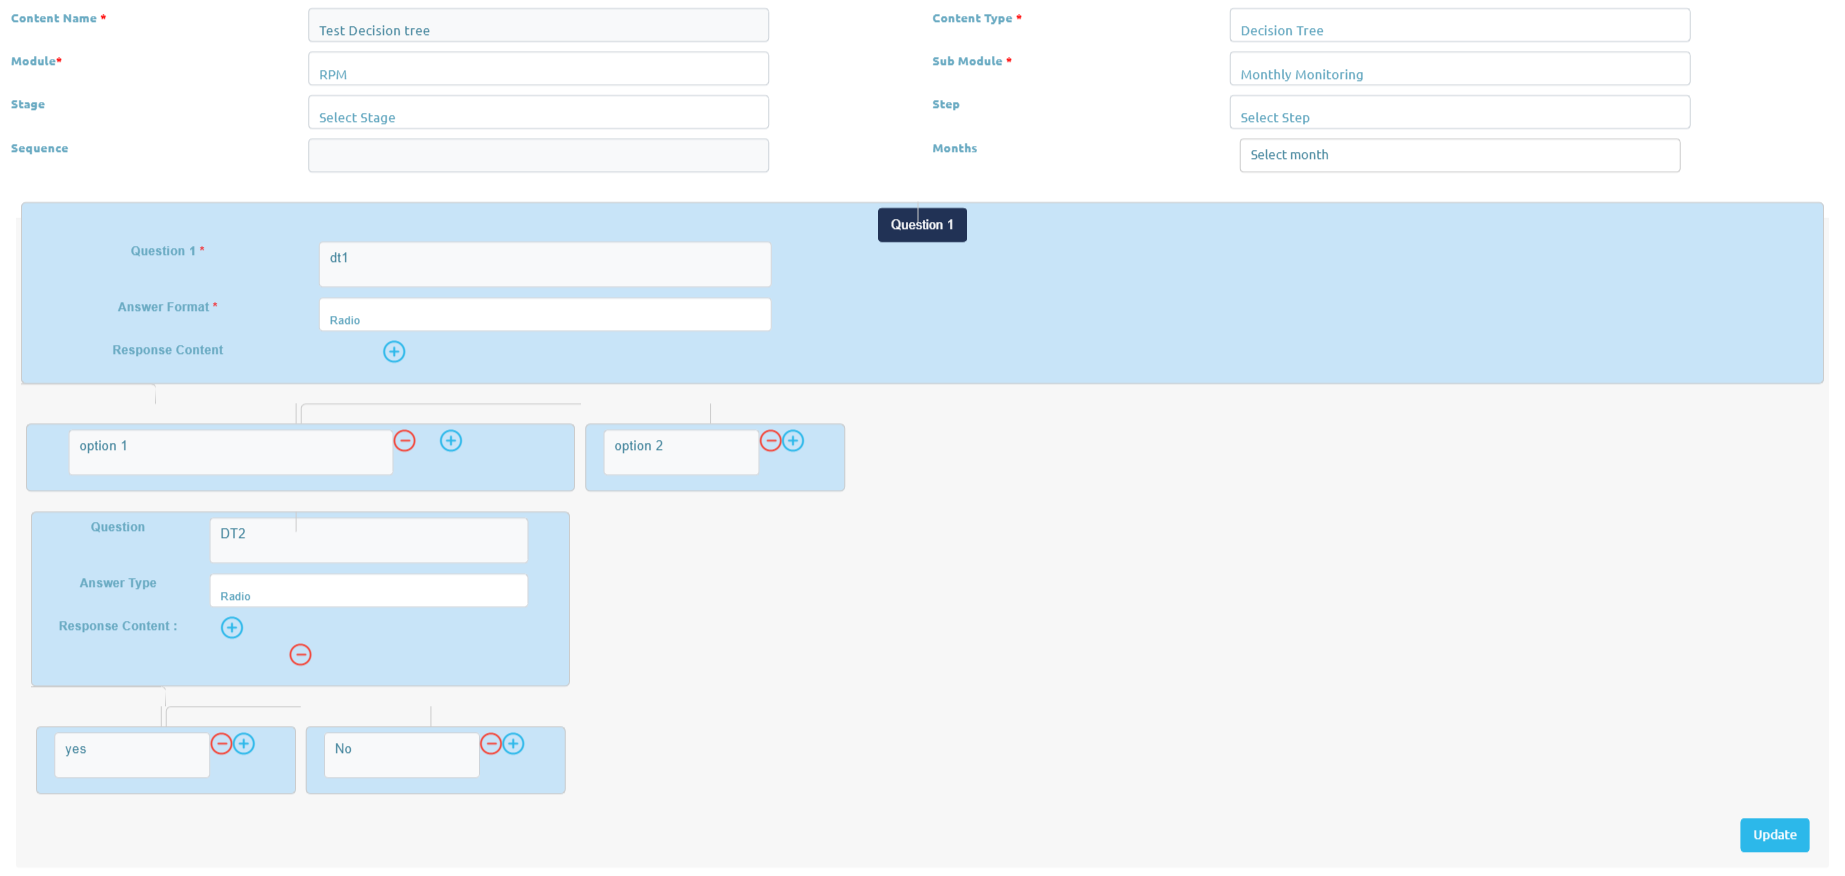 Content Name *
Test Decision tree
Content Type *
Decision Tree
Module*
RPM
Sub Module *
Monthly Monitoring
Stage
Select Stage
Step
Select Step
Sequence
Months
Select month
Question 1
Question 1 *
dt1
Answer Format *
Radio
Response Content
option 1
option 2
Question
DT2
Answer Type
Radio
Response Content :
yes
No
Update